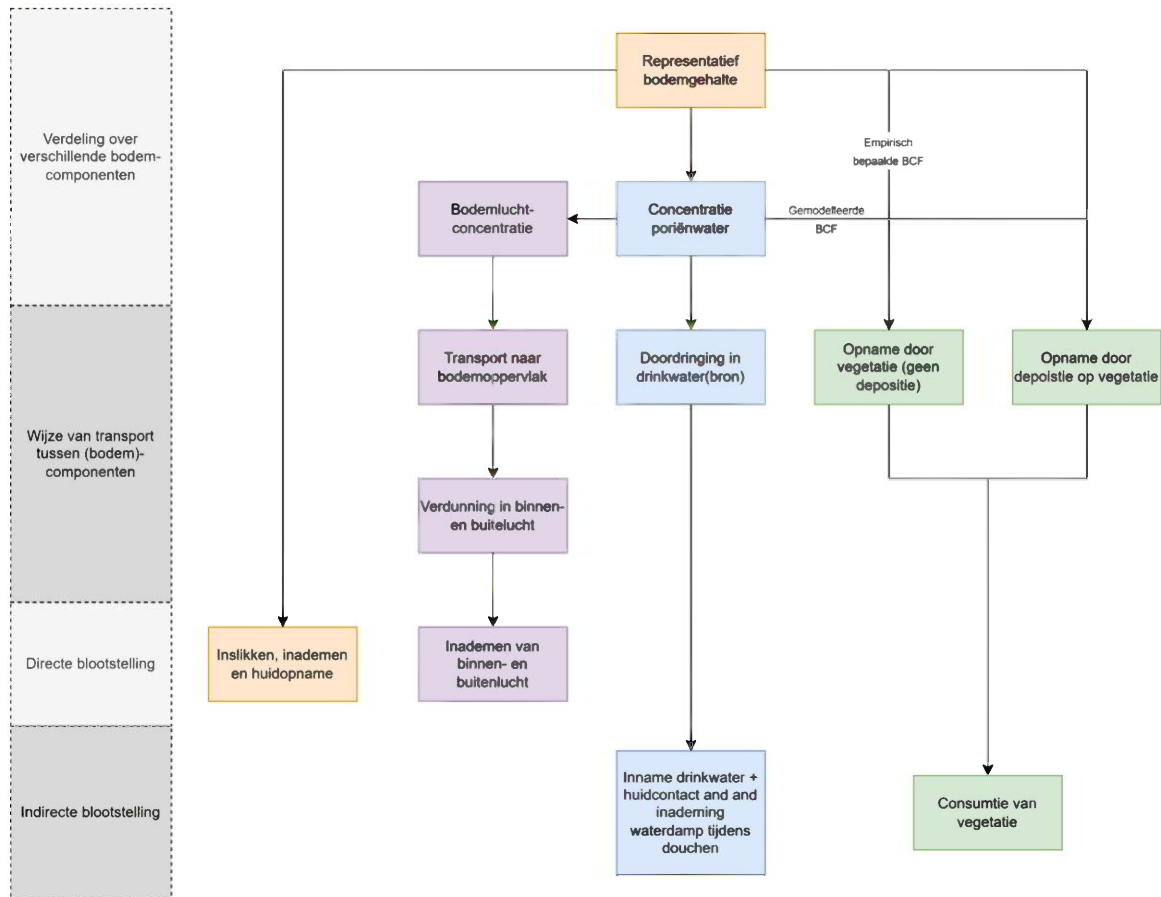 Representatief
bodemgehalte
Verdeling over
verschillende bodem-
componenten
Empirisch
bepaalde BCF
Bodemlucht-
concentratie
Concentratie
poriënwater
Gemodelleerde
BCF
Wijze van transport
tussen (bodem)-
componenten
Transport naar
bodemoppervlak
Doordringing in
drinkwater(bron)
Opname door
vegetatie (geen
depositie)
Opname door
depoistie op vegetatie
Verdunning in binnen-
en buitelucht
Directe blootstelling
Inslikken, inademen
en huidopname
Inademen van
binnen- en
buitenlucht
Indirecte blootstelling
Inname drinkwater +
huidcontact and and
inademing
waterdamp tijdens
douchen
Consumtie van
vegetatie